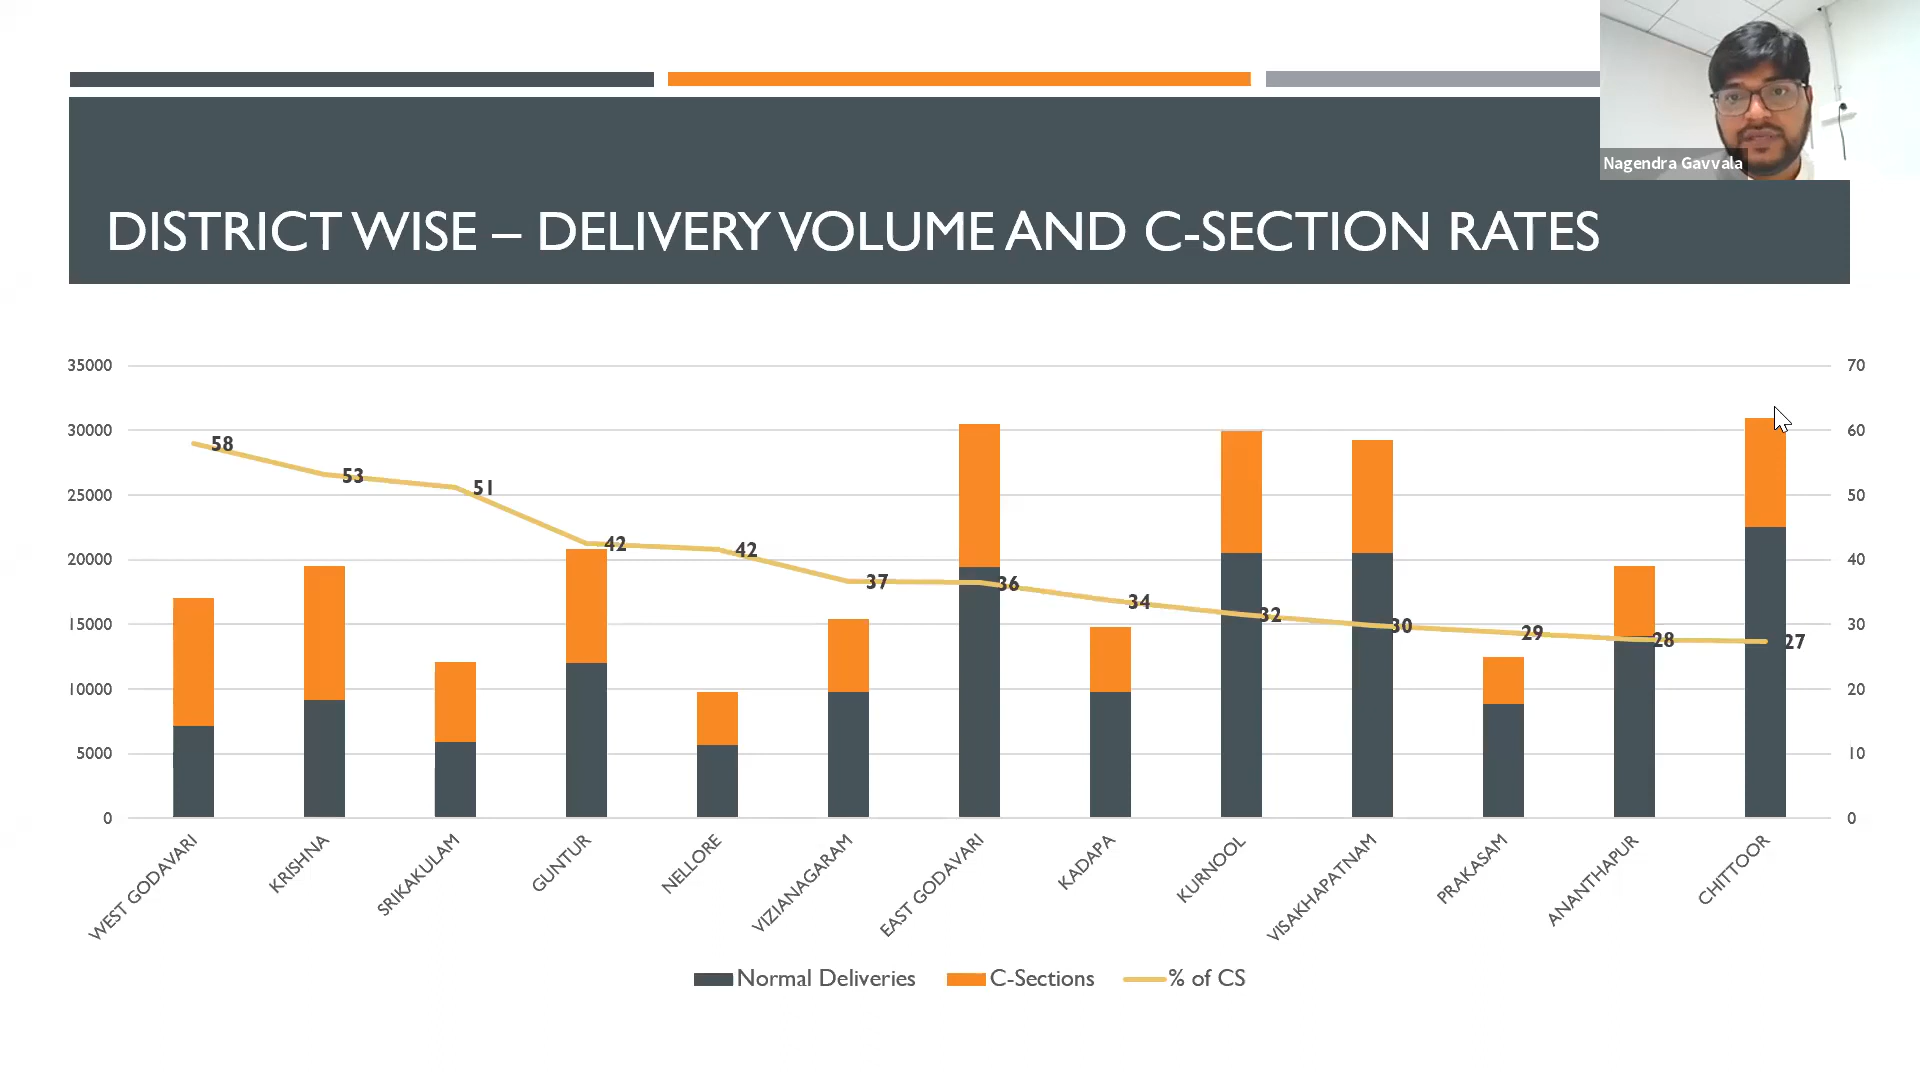 Nagendra Gavvala
DISTRICT WISE – DELIVERY VOLUME AND C-SECTION RATES
35000
30000
25000
20000
15000
10000
5000
0
70
60
50
40
30
20
10
0
58
53
51
42
42
37
36
34
32
30
29
28
27
WEST GODAVARI
KRISHNA
SRIKAKULAM
GUNTUR
NELLORE
VIZIANAGARAM
EAST GODAVARI
KADAPA
KURNOOL
VISAKHAPATNAM
PRAKASAM
ANANTHAPUR
CHITTOOR
Normal Deliveries
C-Sections
% of CS